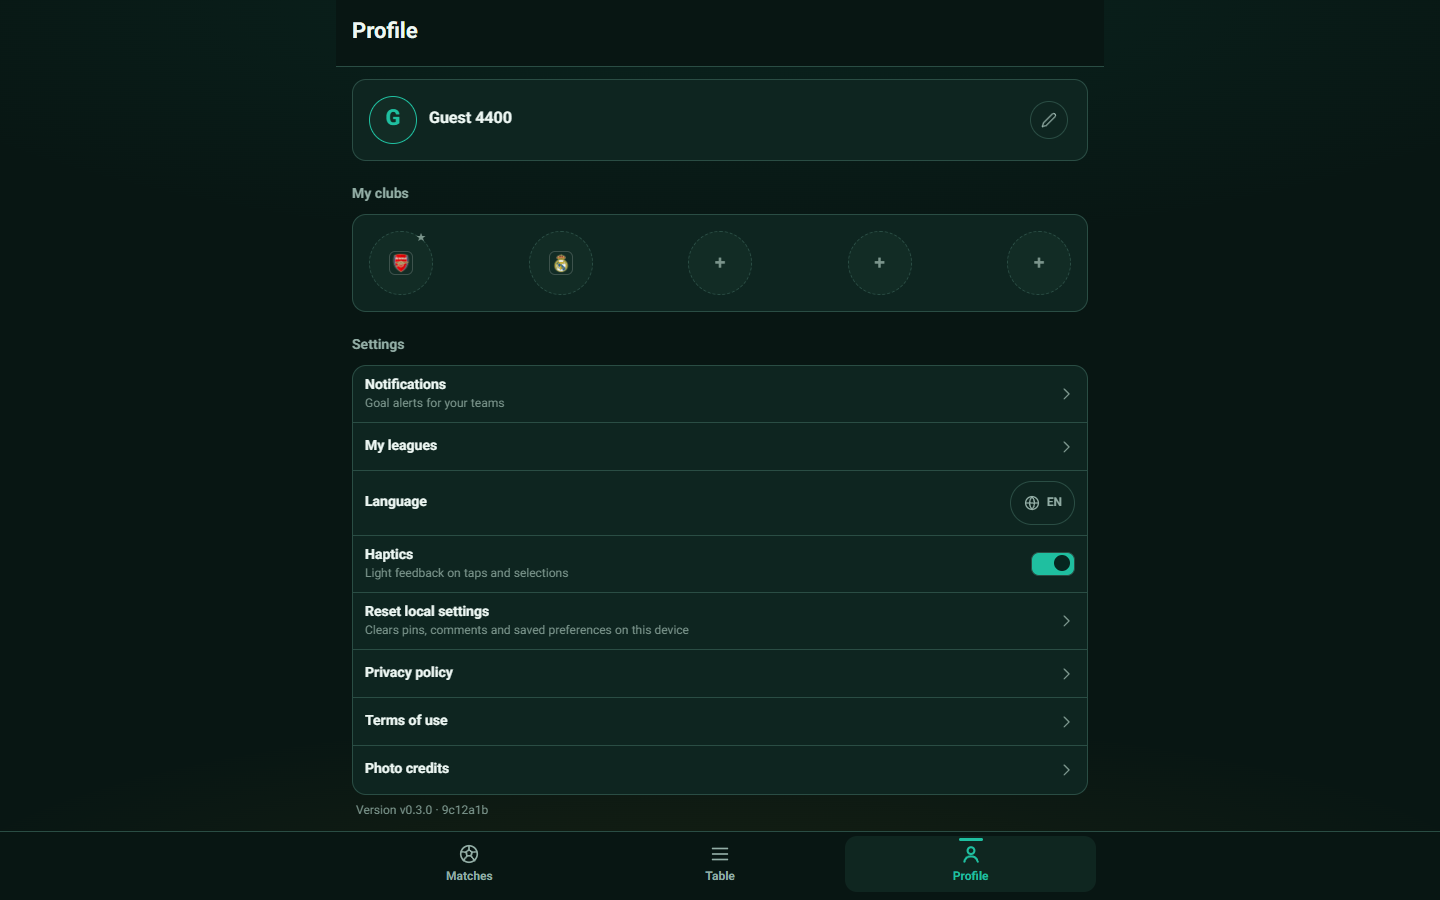 Profile
G
Guest 4400
My clubs
Settings
Notifications
Goal alerts for your teams
My leagues
Language
EN
Haptics
Light feedback on taps and selections
Reset local settings
Clears pins, comments and saved preferences on this device
Privacy policy
Terms of use
Photo credits
Version v0.3.0 · 9c12a1b
Matches
Table
Profile